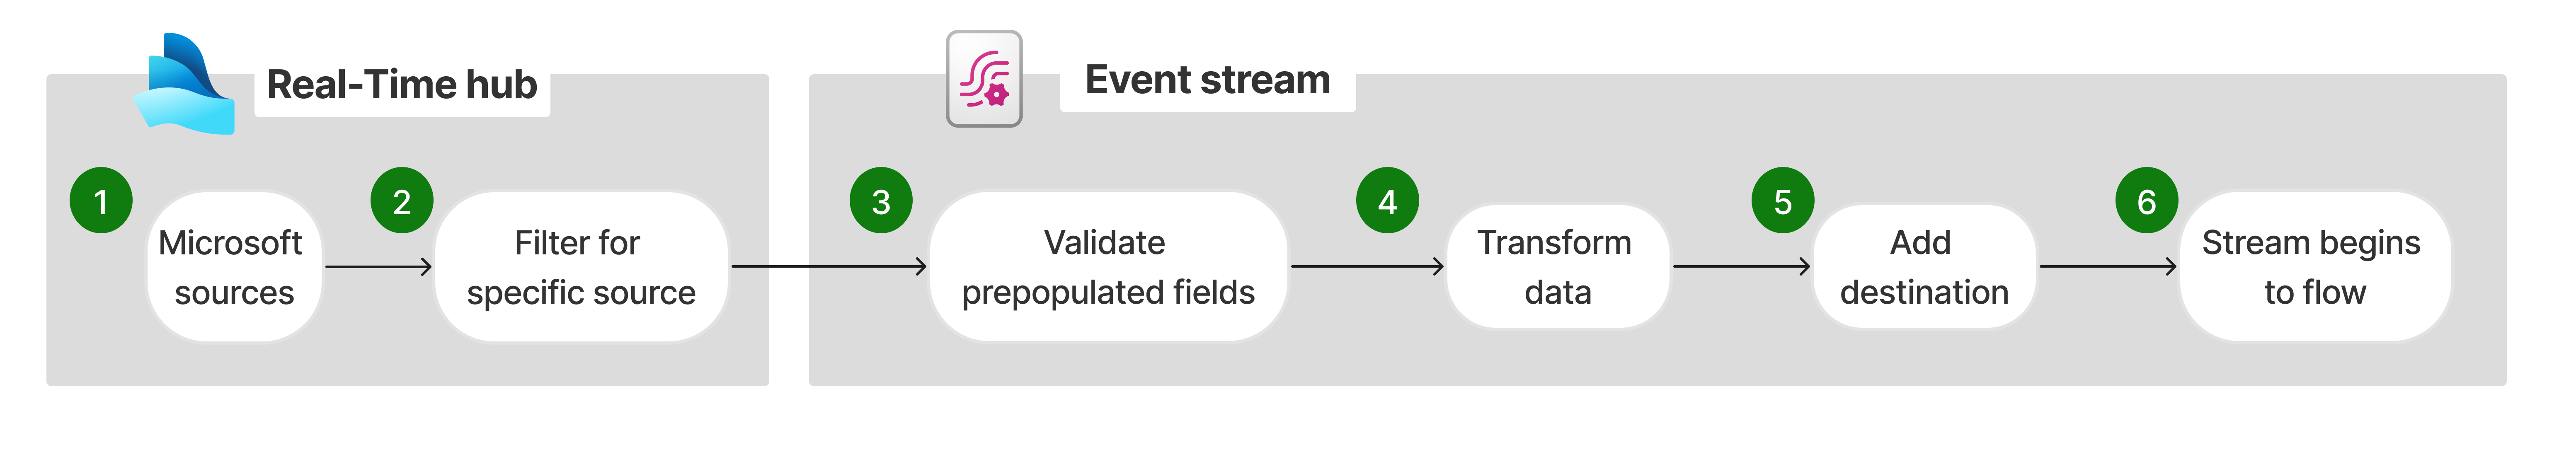 Real-Time hub
Event stream
1
Microsoft
sources
2
Filter for
specific source
3
Validate
prepopulated fields
4
Transform
data
5
Add
destination
6
Stream begins
to flow